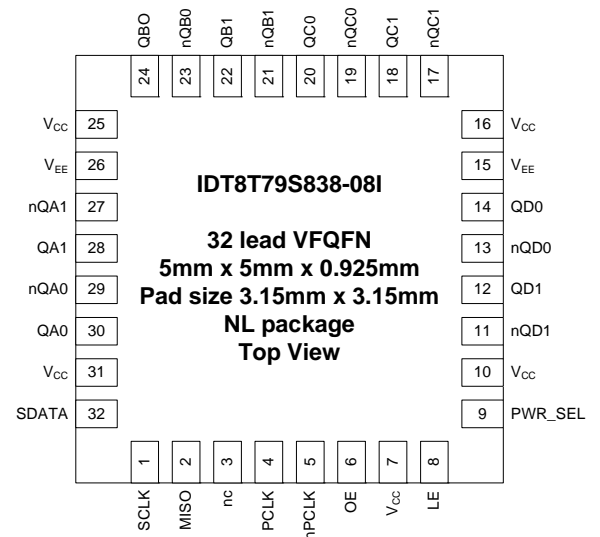 QBO
nQB0
QB1
nQB1
QC0
nQC0
QC1
nQC1
24
23
22
21
20
19
18
17
VCC 25
16 VCC
VEE 26
15 VEE
nQA1 27
14 QD0
QA1 28
13 nQD0
nQA0 29
12 QD1
QA0 30
11 nQD1
VCC 31
10 VCC
SDATA 32
9 PWR_SEL
IDT8T79S838-08I
32 lead VFQFN
5mm x 5mm x 0.925mm
Pad size 3.15mm x 3.15mm
NL package
Top View
1
2
3
4
5
6
7
8
SCLK
MISO
nc
PCLK
nPCLK
OE
VCC
LE